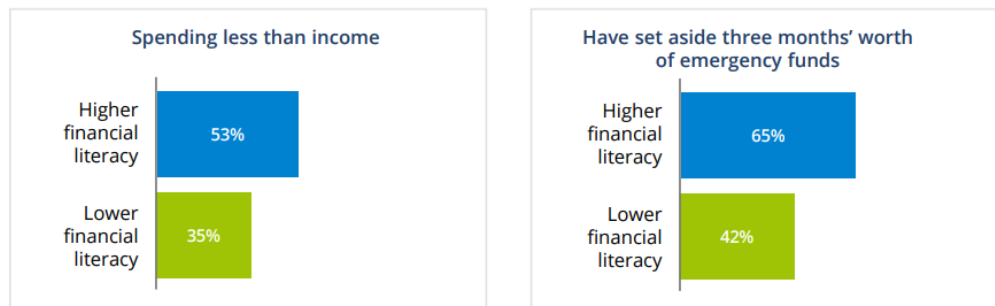 Spending less than income
Higher
financial
literacy
53%
Lower
financial
literacy
35%
Have set aside three months’ worth
of emergency funds
Higher
financial
literacy
65%
Lower
financial
literacy
42%